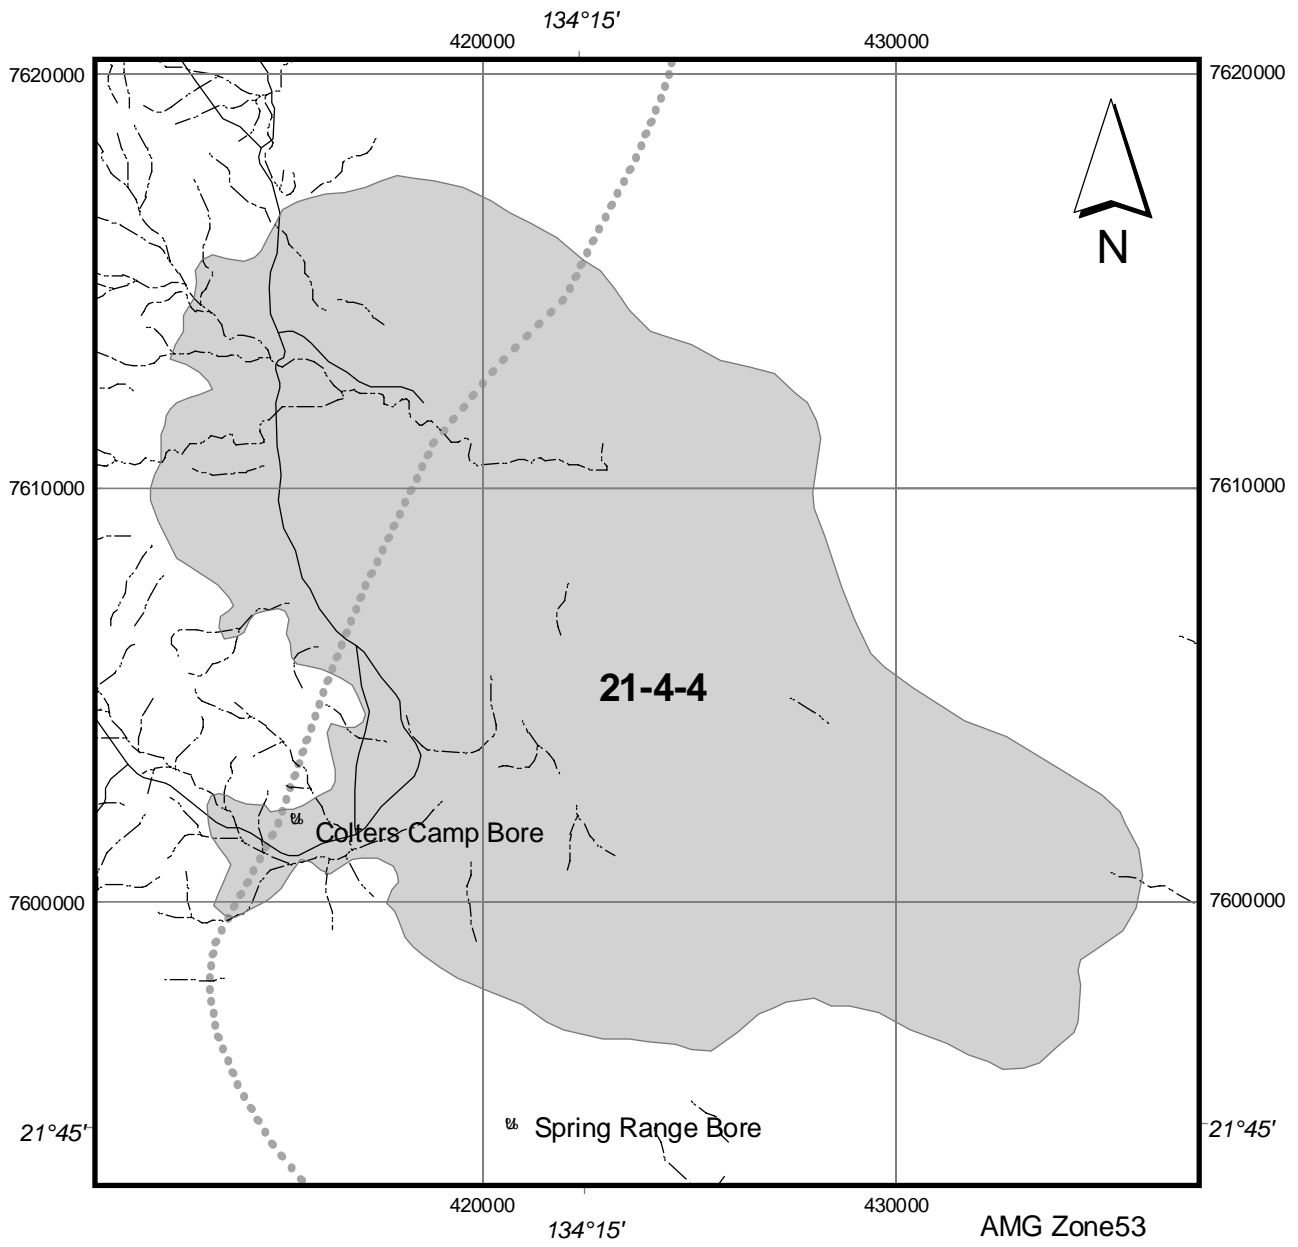 134°15'
420000 430000
7620000 7620000
N
7610000 7610000
21-4-4
Colters Camp Bore
7600000 7600000
21°45' Spring Range Bore 21°45'
420000 430000
134°15' AMG Zone53